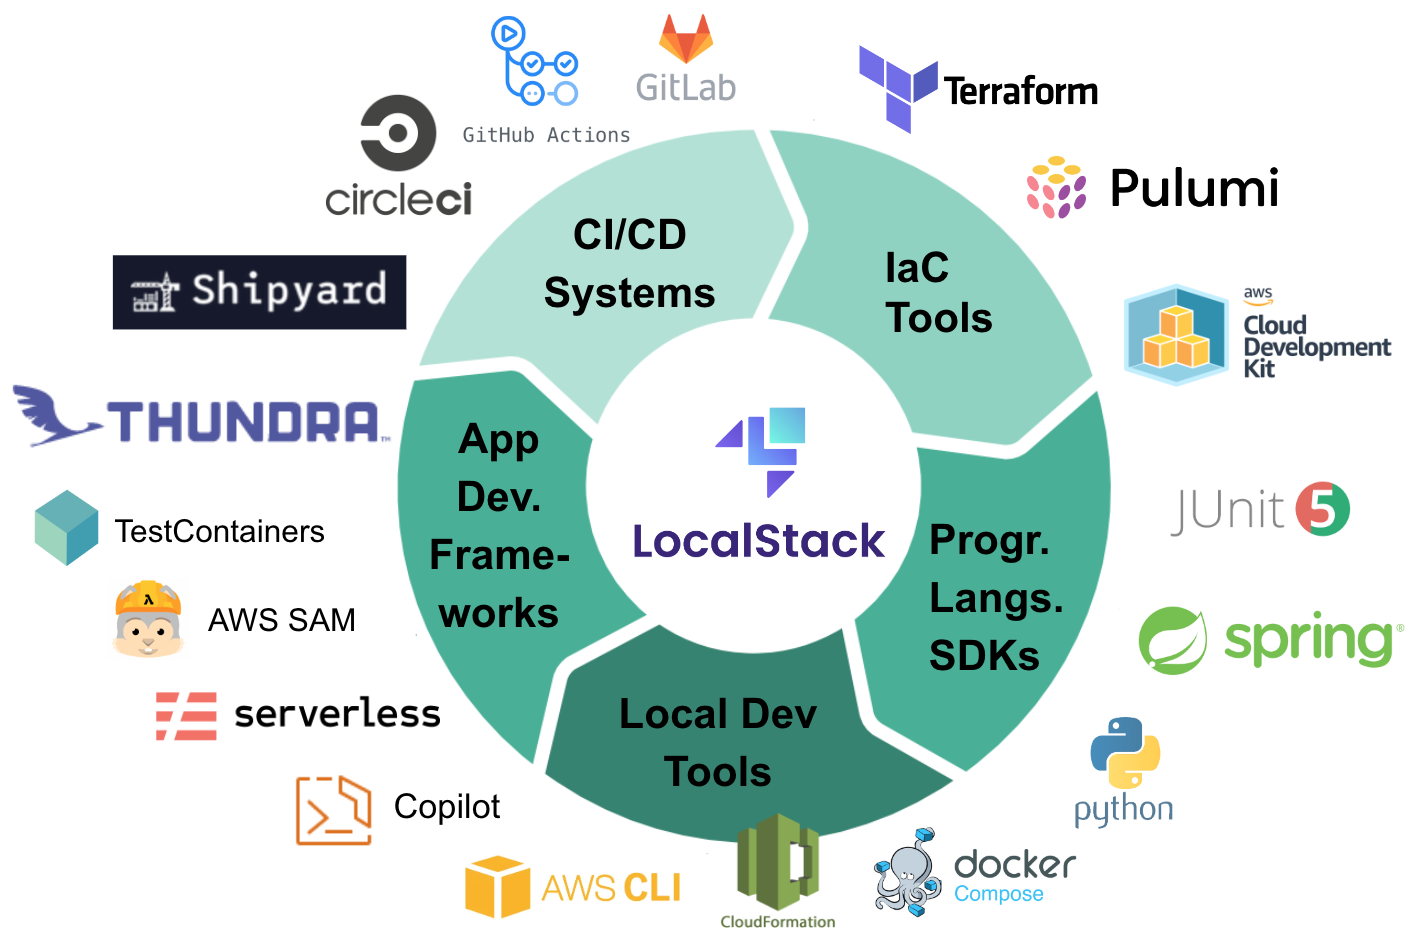 GitHub Actions
GitLab
Terraform
circleci
Pulumi
CI/CD
Systems
IaC
Tools
Shipyard
aws
Cloud
Development
Kit
THUNDRA™
App
Dev.
Frame-
works
LocalStack
Progr.
Langs.
SDKs
JUnit 5
TestContainers
AWS SAM
spring®
serverless
Local Dev
Tools
python
Copilot
AWS CLI
CloudFormation
docker
Compose